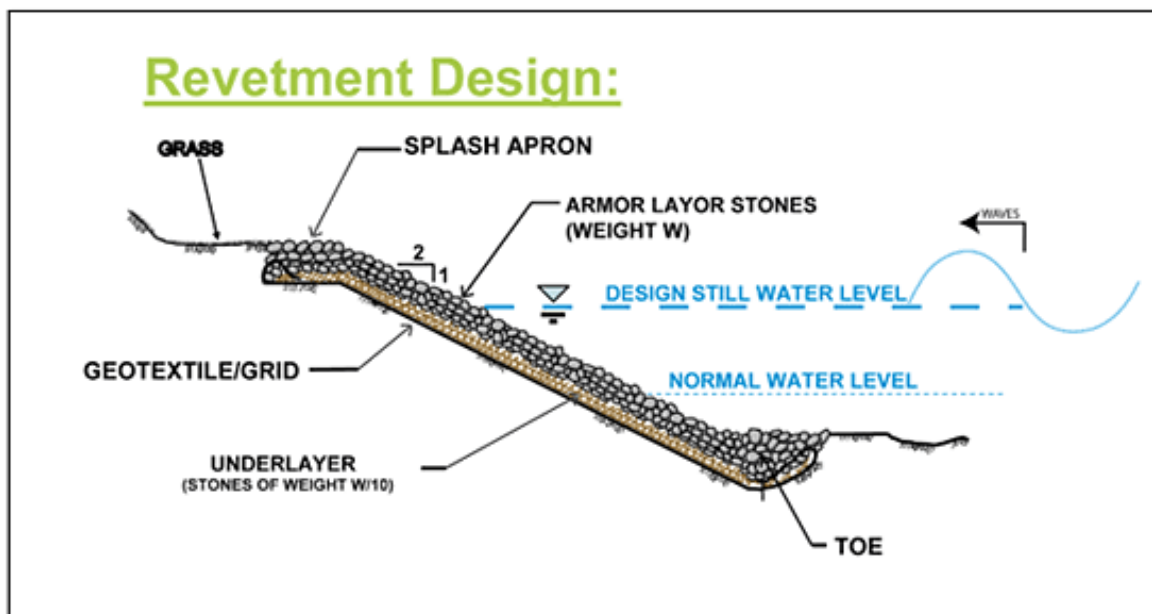 Revetment Design:
GRASS
SPLASH APRON
ARMOR LAYOR STONES
(WEIGHT W)
WAVES
2
1
DESIGN STILL WATER LEVEL
GEOTEXTILE/GRID
NORMAL WATER LEVEL
UNDERLAYER
(STONES OF WEIGHT W/10)
TOE